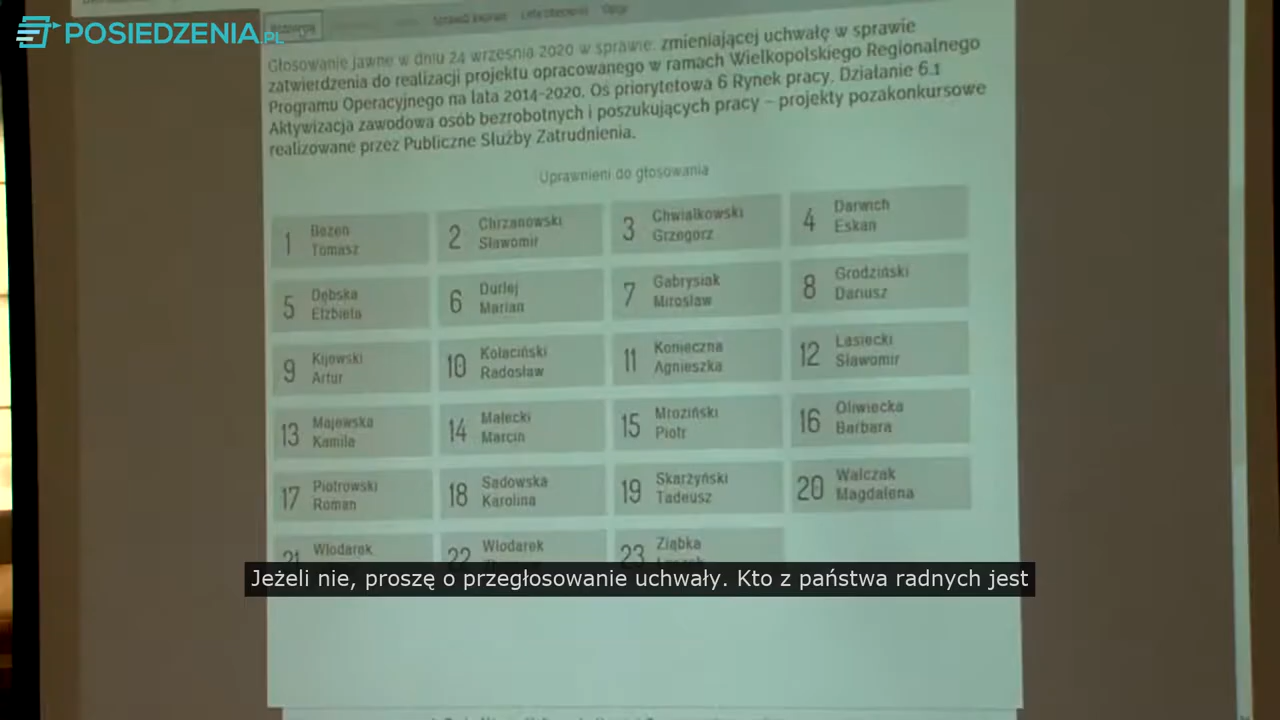 POSIEDZENIA.PL
Głosowanie jawne w dniu 24 września 2020 w sprawie: zmieniającej uchwałę w sprawie
zatwierdzenia do realizacji projektu opracowanego w ramach Wielkopolskiego Regionalnego
Programu Operacyjnego na lata 2014-2020. Oś priorytetowa 6 Rynek pracy. Działanie 6.1
Aktywizacja zawodowa osób bezrobotnych i poszukujących pracy – projekty pozakonkursowe
realizowane przez Publiczne Służby Zatrudnienia.
Uprawnieni do głosowania
1 Bezen Tomasz
2 Chrzanowski Sławomir
3 Chwiałkowski Grzegorz
4 Darwich Eskan
5 Dębska Elżbieta
6 Durlej Marian
7 Gabrysiak Mirosław
8 Grodziński Dariusz
9 Kijowski Artur
10 Kołaciński Radosław
11 Konieczna Agnieszka
12 Lasiecki Sławomir
13 Majewska Kamila
14 Małecki Marcin
15 Mroziński Piotr
16 Oliwiecka Barbara
17 Piotrowski Roman
18 Sadowska Karolina
19 Skarżyński Tadeusz
20 Walczak Magdalena
21 Włodarek
22 Włodarek
23 Ziąbka
Jeżeli nie, proszę o przegłosowanie uchwały. Kto z państwa radnych jest